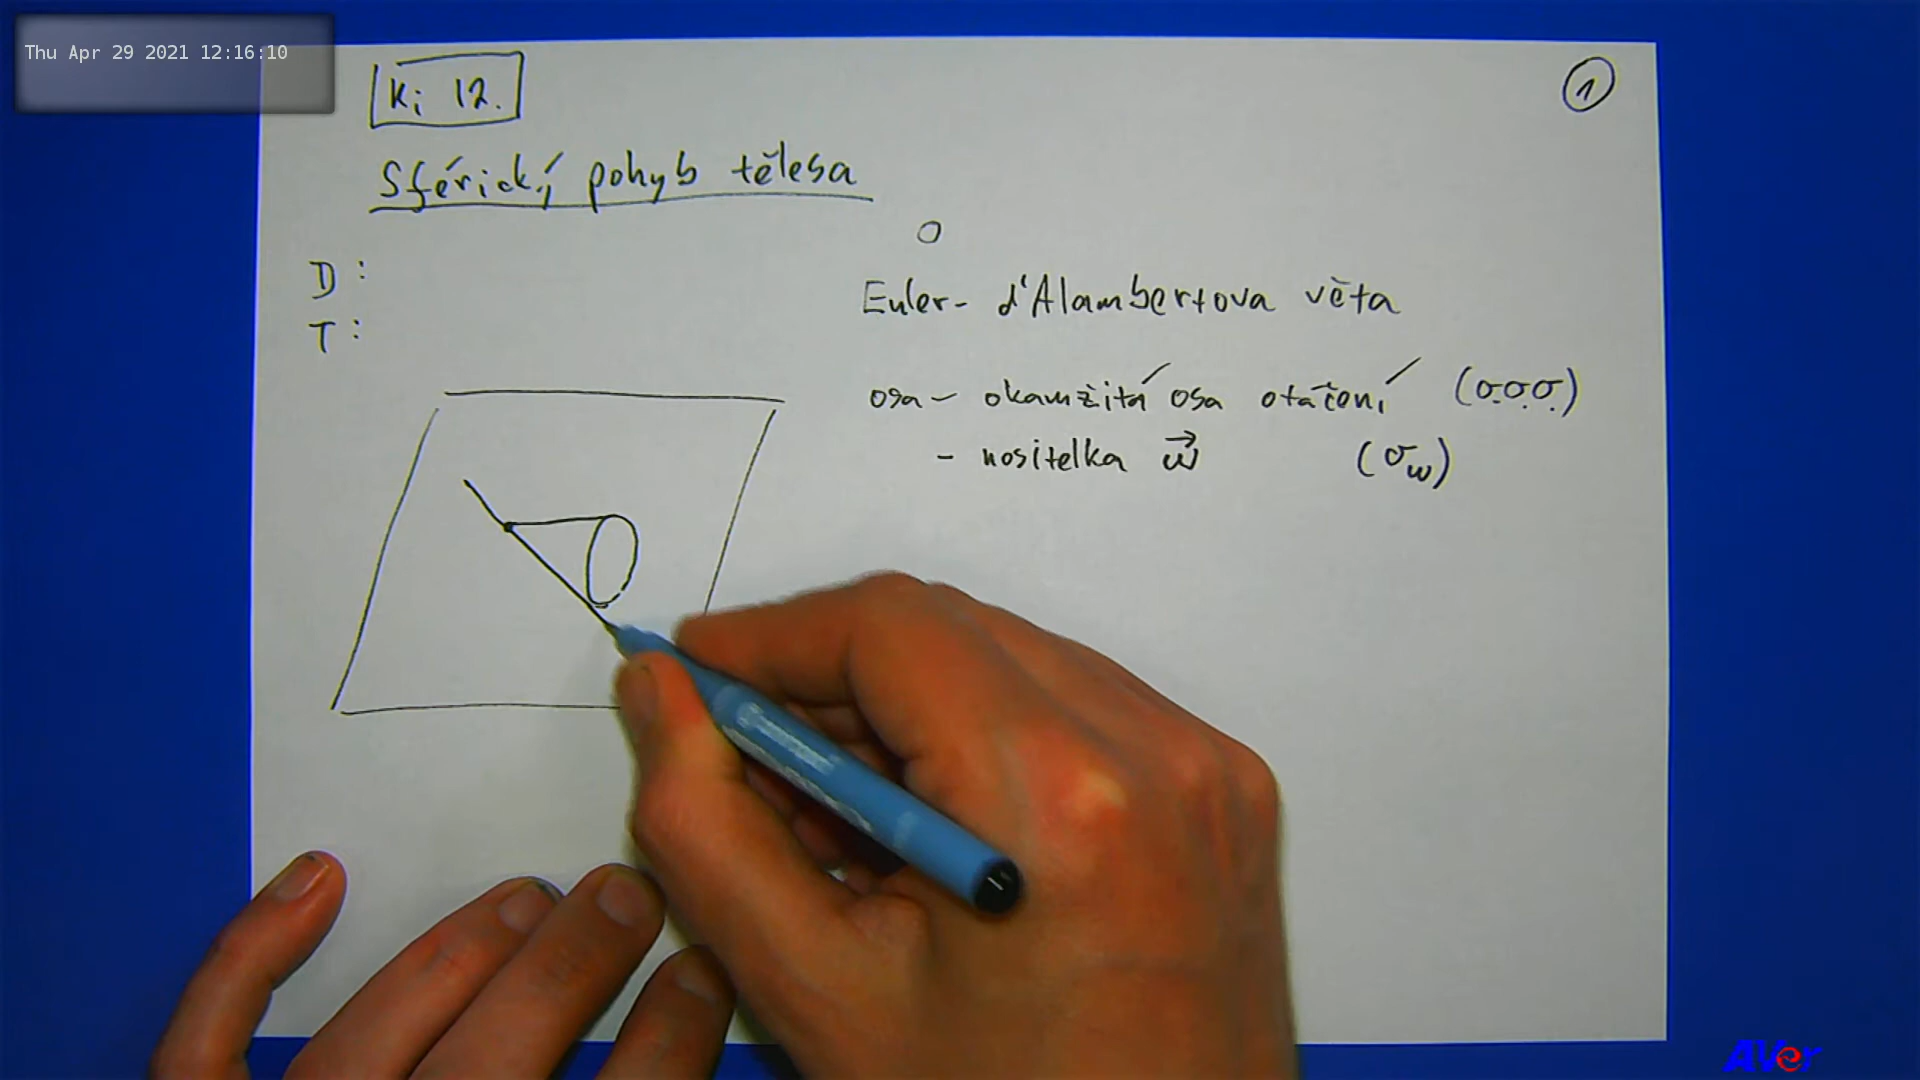 Thu Apr 29 2021 12:16:10
Ki 12.
1
Sférický pohyb tělesa
O
D:
Euler- d'Alambertova věta
T:
osa - okamžitá osa otáčení (σ.σ.σ.)
- nositelka ω⃗ (σω)
AVer